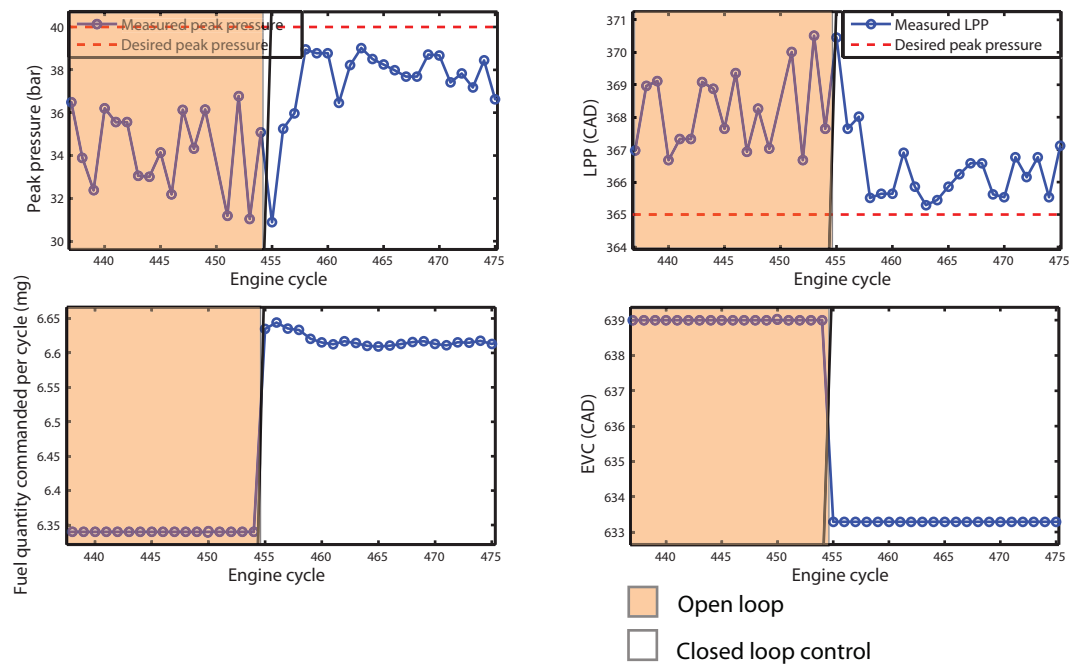 Measured peak pressure
Desired peak pressure
40
38
36
34
32
30
Peak pressure (bar)
440 445 450 455 460 465 470 475
Engine cycle
Measured LPP
Desired peak pressure
371
370
369
368
367
366
365
364
LPP (CAD)
440 445 450 455 460 465 470 475
Engine cycle
6.65
6.6
6.55
6.5
6.45
6.4
6.35
Fuel quantity commanded per cycle (mg)
440 445 450 455 460 465 470 475
Engine cycle
639
638
637
636
635
634
633
EVC (CAD)
440 445 450 455 460 465 470 475
Engine cycle
Open loop
Closed loop control